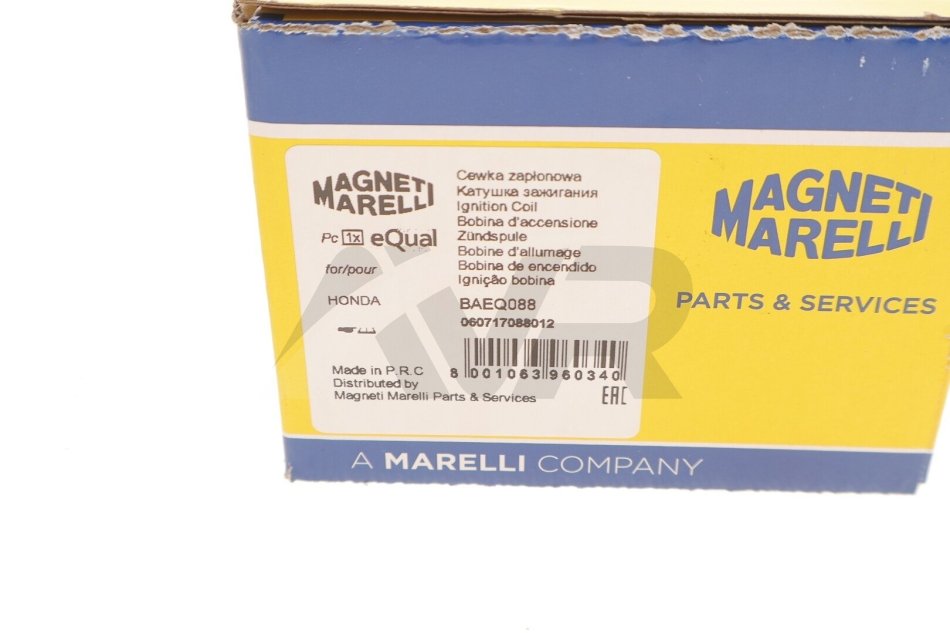 MAGNETI
MARELLI
Pc 1x eQual
for/pour
HONDA
Made in P.R.C
Distributed by
Magneti Marelli Parts & Services
Cewka zapłonowa
Катушка зажигания
Ignition Coil
Bobina d'accensione
Zündspule
Bobine d'allumage
Bobina de encendido
Ignição bobina
BAEQ088
060717088012
8 001063 960340
EAC
MAGNETI
MARELLI
PARTS & SERVICES
A MARELLI COMPANY
IVR